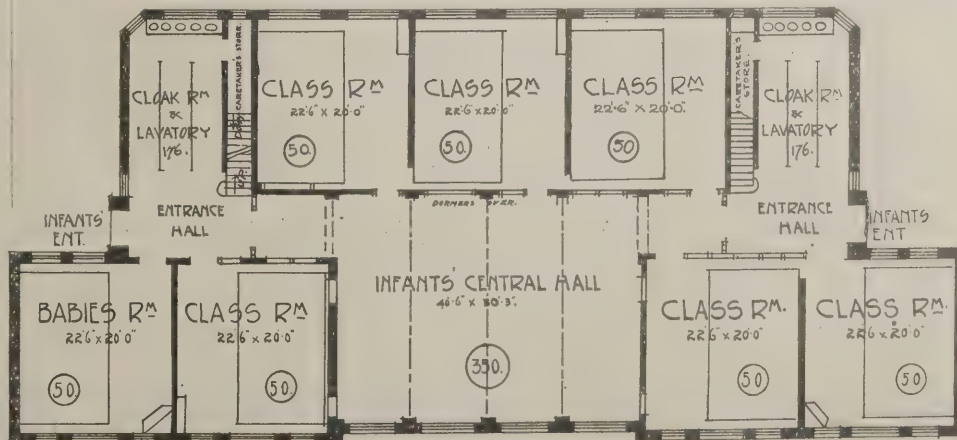 CLOAK RM
&
LAVATORY
176.
CARETAKER'S STORE.
CLASS RM
22'6" x 20'0"
50.
CLASS RM
22'6 x 20'0"
50.
CLASS RM
22'-6" x 20'-0"
50
CARETAKER'S
STORE.
CLOAK RM
&
LAVATORY
176.
INFANTS'
ENT.
ENTRANCE
HALL
DORMERS OVER.
ENTRANCE
HALL
INFANTS
ENT
BABIES RM
22'6" x 20'0"
50.
CLASS RM
22'6 x 20'0"
50.
INFANTS' CENTRAL HALL
46'-6" x 30'-3"
350.
CLASS RM.
22'6 x 20'0"
50
CLASS RM.
22'6 x 20'0"
50